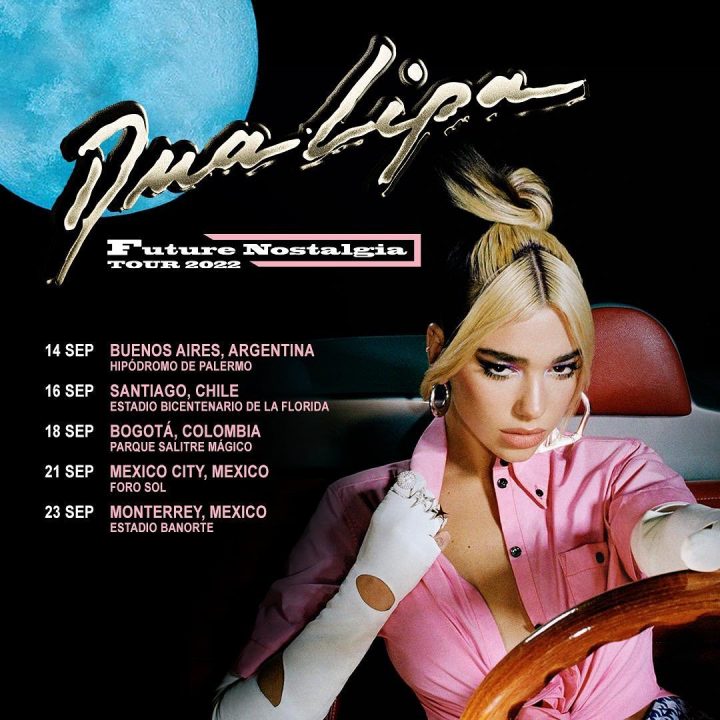 Dua Lipa
Future Nostalgia
TOUR 2022
14 SEP BUENOS AIRES, ARGENTINA
HIPÓDROMO DE PALERMO
16 SEP SANTIAGO, CHILE
ESTADIO BICENTENARIO DE LA FLORIDA
18 SEP BOGOTÁ, COLOMBIA
PARQUE SALITRE MÁGICO
21 SEP MEXICO CITY, MEXICO
FORO SOL
23 SEP MONTERREY, MEXICO
ESTADIO BANORTE